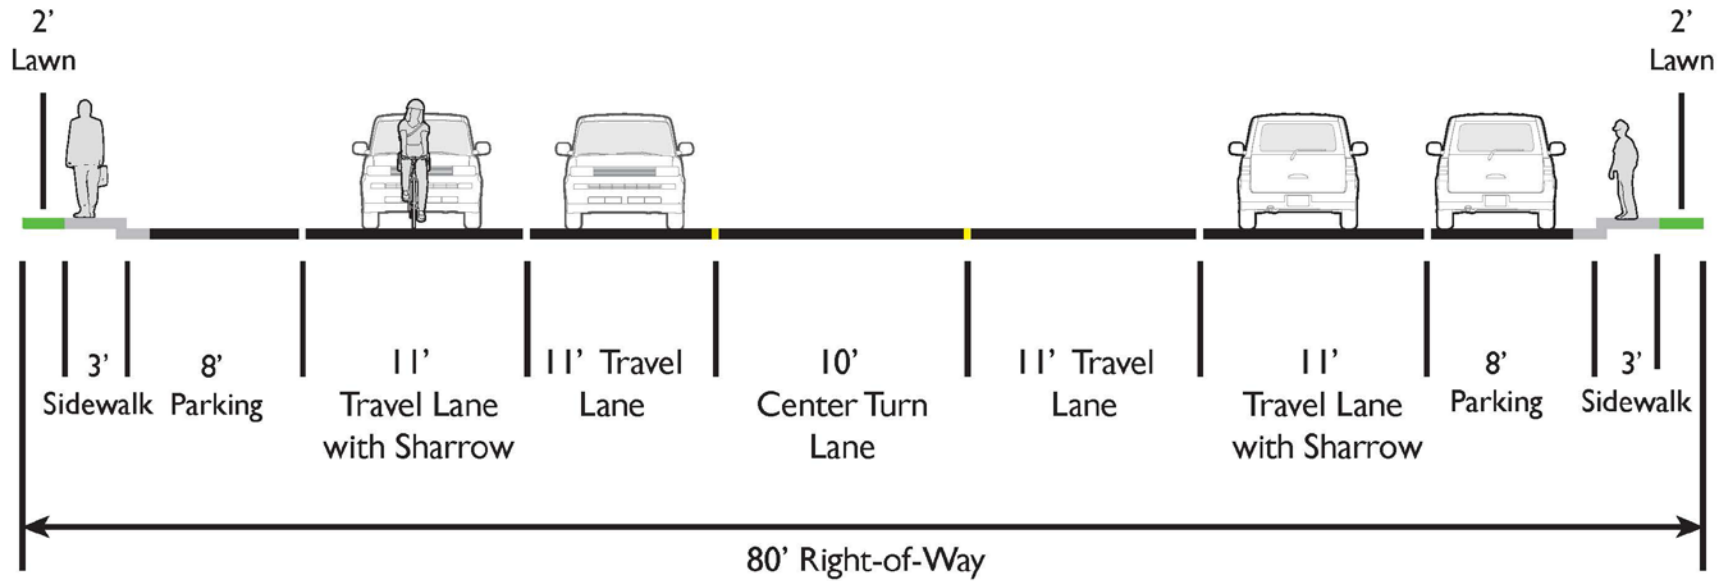 2’
Lawn
2’
Lawn
3’
Sidewalk
8’
Parking
11’
Travel Lane
with Sharrow
11’ Travel
Lane
10’
Center Turn
Lane
11’ Travel
Lane
11’
Travel Lane
with Sharrow
8’
Parking
3’
Sidewalk
80’ Right-of-Way